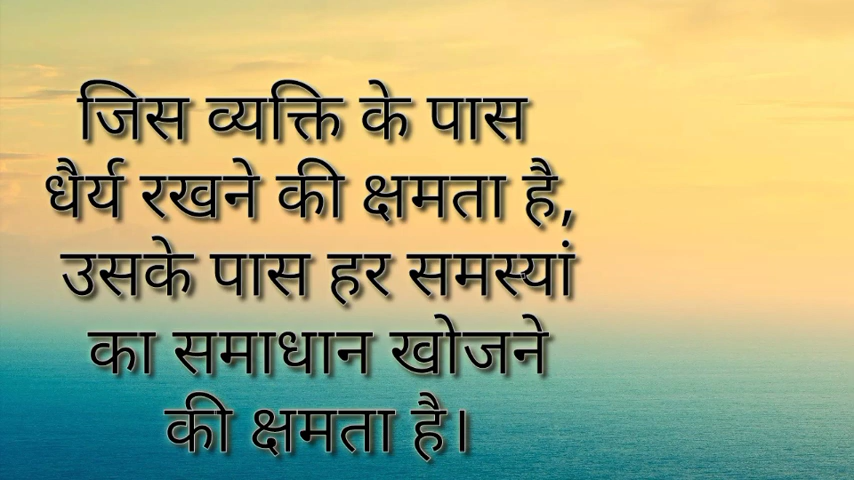 जिस व्यक्ति के पास
धैर्य रखने की क्षमता है,
उसके पास हर समस्यां
का समाधान खोजने
की क्षमता है।